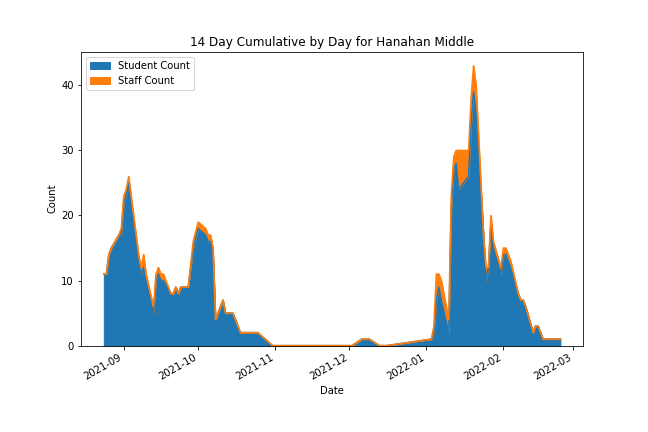 14 Day Cumulative by Day for Hanahan Middle
Student Count
Staff Count
40
30
20
10
0
Count
2021-09
2021-10
2021-11
2021-12
2022-01
2022-02
2022-03
Date